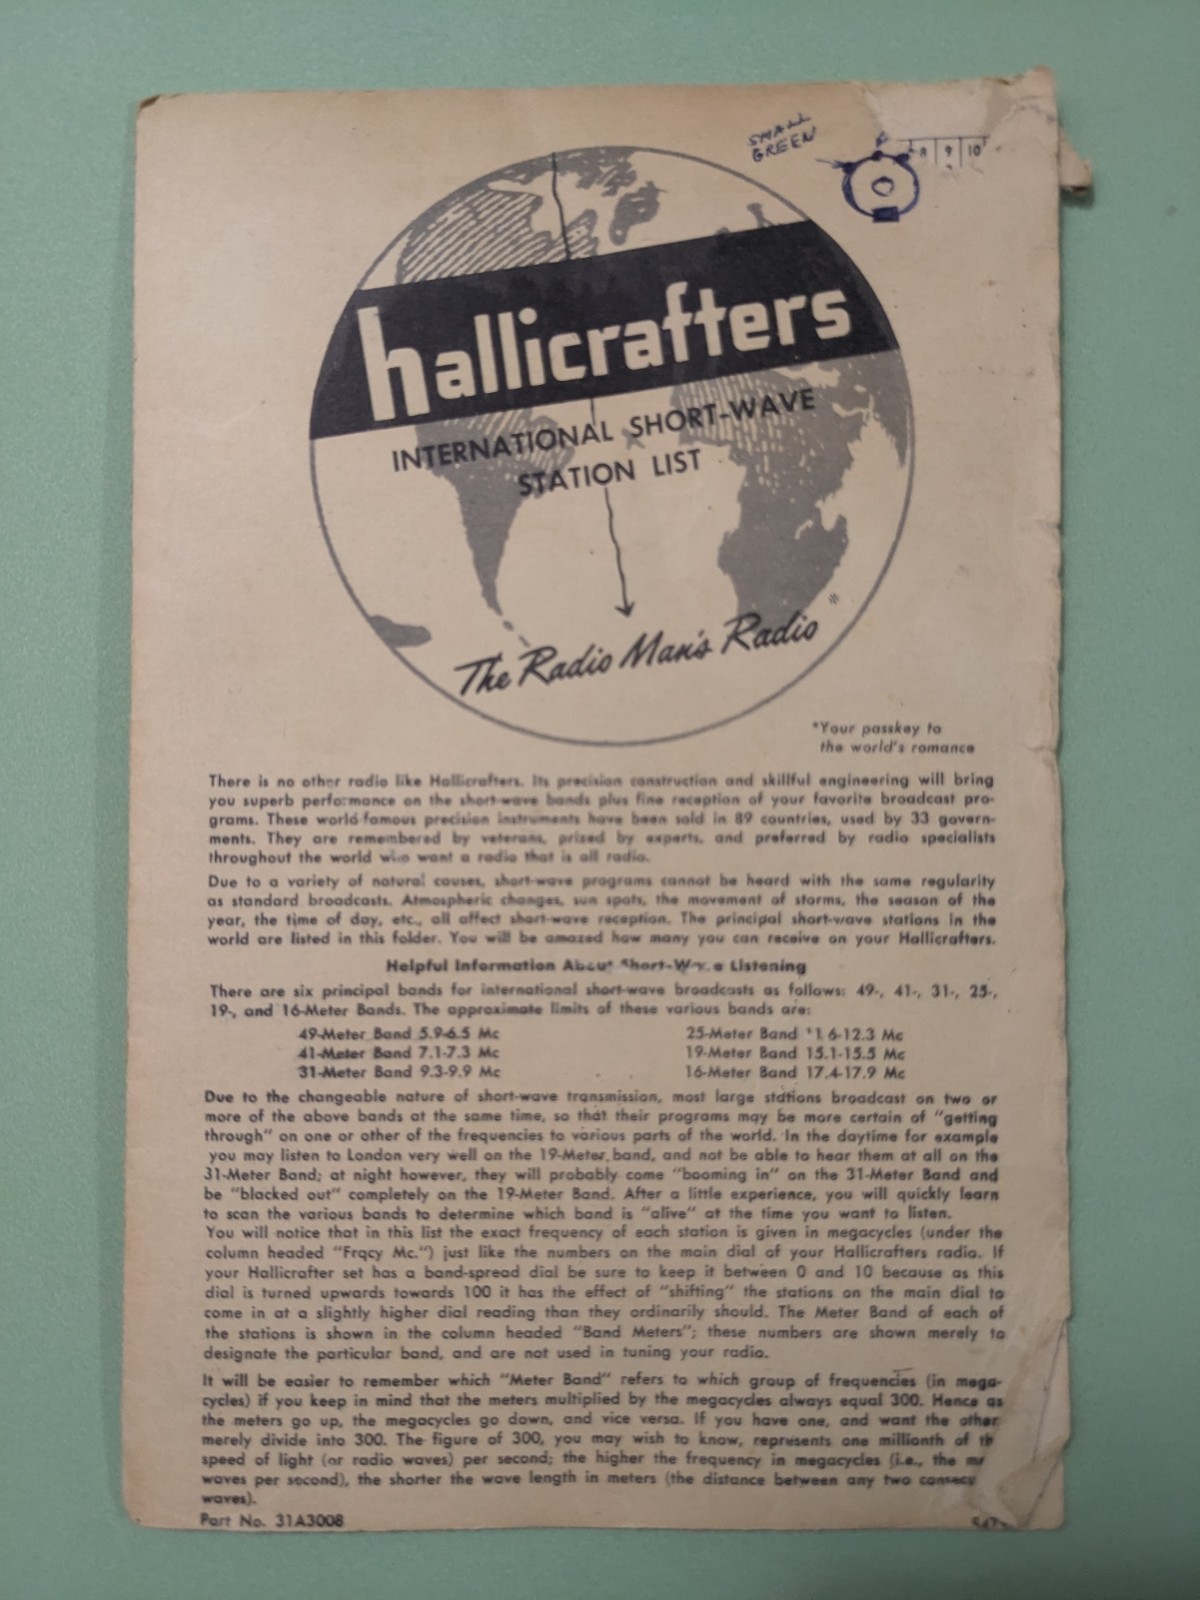 SMALL
GREEN
8 9 10
hallicrafters
INTERNATIONAL SHORT-WAVE
STATION LIST
The Radio Man's Radio*
*Your passkey to
the world's romance
There is no other radio like Hallicrafters. Its precision construction and skillful engineering will bring
you superb performance on the short-wave bands plus fine reception of your favorite broadcast pro-
grams. These world-famous precision instruments have been sold in 89 countries, used by 33 govern-
ments. They are remembered by veterans, prized by experts, and preferred by radio specialists
throughout the world who want a radio that is all radio.
Due to a variety of natural causes, short-wave programs cannot be heard with the same regularity
as standard broadcasts. Atmospheric changes, sun spots, the movement of storms, the season of the
year, the time of day, etc., all affect short-wave reception. The principal short-wave stations in the
world are listed in this folder. You will be amazed how many you can receive on your Hallicrafters.
Helpful Information About Short-Wave Listening
There are six principal bands for international short-wave broadcasts as follows: 49-, 41-, 31-, 25-,
19-, and 16-Meter Bands. The approximate limits of these various bands are:
49-Meter Band 5.9-6.5 Mc 25-Meter Band 11.6-12.3 Mc
41-Meter Band 7.1-7.3 Mc 19-Meter Band 15.1-15.5 Mc
31-Meter Band 9.3-9.9 Mc 16-Meter Band 17.4-17.9 Mc
Due to the changeable nature of short-wave transmission, most large stations broadcast on two or
more of the above bands at the same time, so that their programs may be more certain of "getting
through" on one or other of the frequencies to various parts of the world. In the daytime for example
you may listen to London very well on the 19-Meter band, and not be able to hear them at all on the
31-Meter Band; at night however, they will probably come "booming in" on the 31-Meter Band and
be "blacked out" completely on the 19-Meter Band. After a little experience, you will quickly learn
to scan the various bands to determine which band is "alive" at the time you want to listen.
You will notice that in this list the exact frequency of each station is given in megacycles (under the
column headed "Frqcy Mc.") just like the numbers on the main dial of your Hallicrafters radio. If
your Hallicrafter set has a band-spread dial be sure to keep it between 0 and 10 because as this
dial is turned upwards towards 100 it has the effect of "shifting" the stations on the main dial to
come in at a slightly higher dial reading than they ordinarily should. The Meter Band of each of
the stations is shown in the column headed "Band Meters"; these numbers are shown merely to
designate the particular band, and are not used in tuning your radio.
It will be easier to remember which "Meter Band" refers to which group of frequencies (in mega-
cycles) if you keep in mind that the meters multiplied by the megacycles always equal 300. Hence as
the meters go up, the megacycles go down, and vice versa. If you have one, and want the other
merely divide into 300. The figure of 300, you may wish to know, represents one millionth of th
speed of light (or radio waves) per second; the higher the frequency in megacycles (i.e., the
waves per second), the shorter the wave length in meters (the distance between any two consecu
waves).
Part No. 31A3008